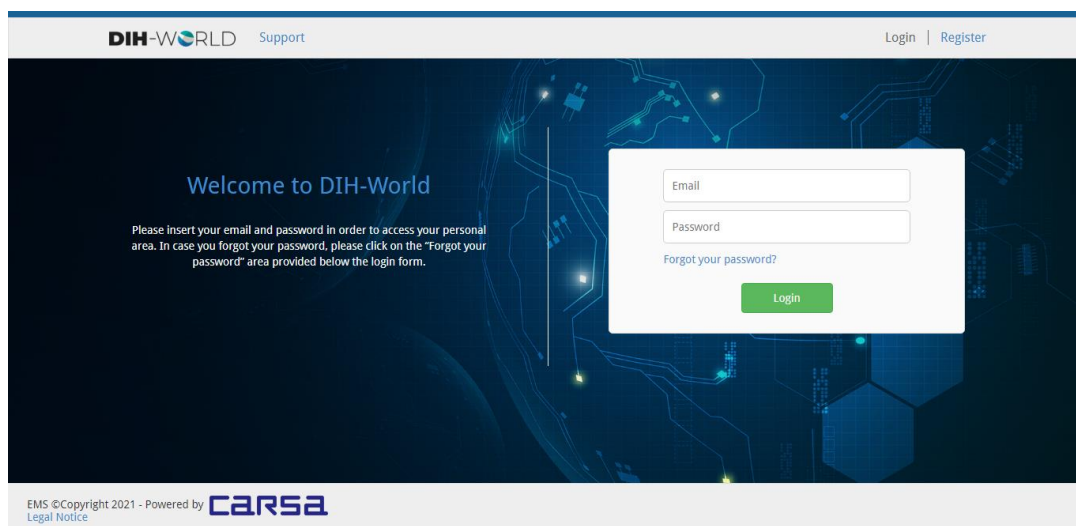 DIH-WORLD Support Login | Register
Welcome to DIH-World
Please insert your email and password in order to access your personal
area. In case you forgot your password, please click on the "Forgot your
password" area provided below the login form.
Email
Password
Forgot your password?
Login
EMS ©Copyright 2021 - Powered by carsa
Legal Notice